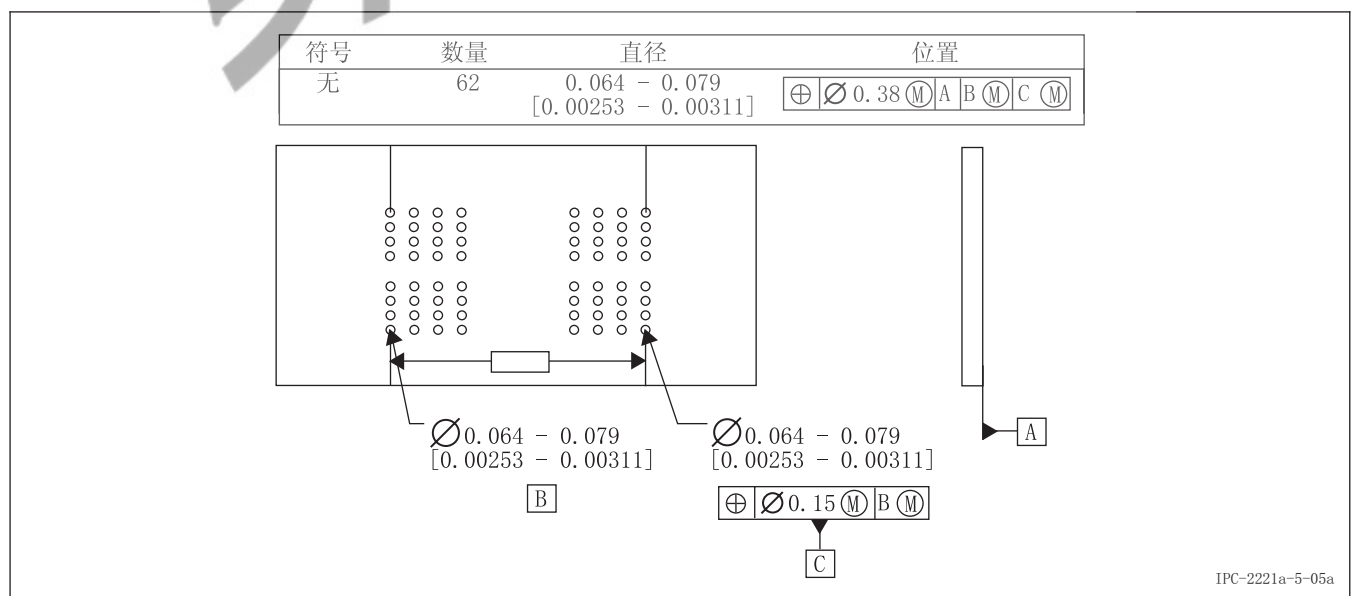 符号 数量 直径 位置
无 62 0.064 - 0.079 ⌖ Ø 0.38 Ⓜ A B Ⓜ C Ⓜ
[0.00253 - 0.00311]
Ø 0.064 - 0.079 Ø 0.064 - 0.079
[0.00253 - 0.00311] [0.00253 - 0.00311]
A
B
⌖ Ø 0.15 Ⓜ B Ⓜ
C
IPC-2221a-5-05a